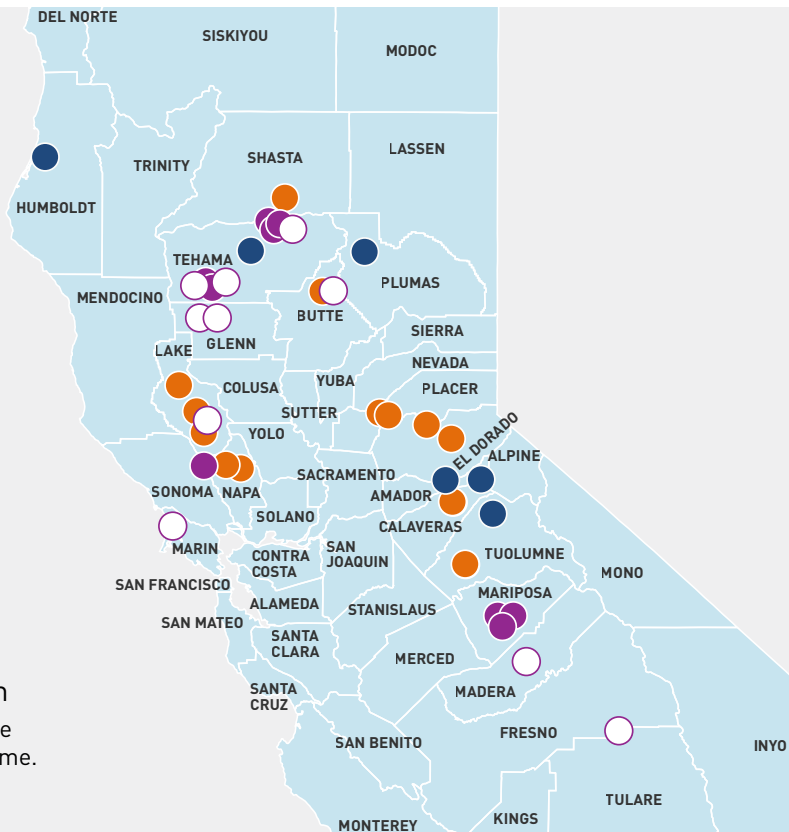 DEL NORTE
SISKIYOU
MODOC
SHASTA
LASSEN
TRINITY
HUMBOLDT
TEHAMA
PLUMAS
MENDOCINO
BUTTE
SIERRA
GLENN
LAKE
NEVADA
YUBA
COLUSA
PLACER
SUTTER
YOLO
EL DORADO
ALPINE
SACRAMENTO
SONOMA
NAPA
AMADOR
SOLANO
CALAVERAS
MARIN
SAN
JOAQUIN
CONTRA
COSTA
TUOLUMNE
MONO
SAN FRANCISCO
MARIPOSA
ALAMEDA
STANISLAUS
SAN MATEO
SANTA
CLARA
MERCED
MADERA
SANTA
CRUZ
n
e
me.
FRESNO
SAN BENITO
INYO
TULARE
KINGS
MONTEREY